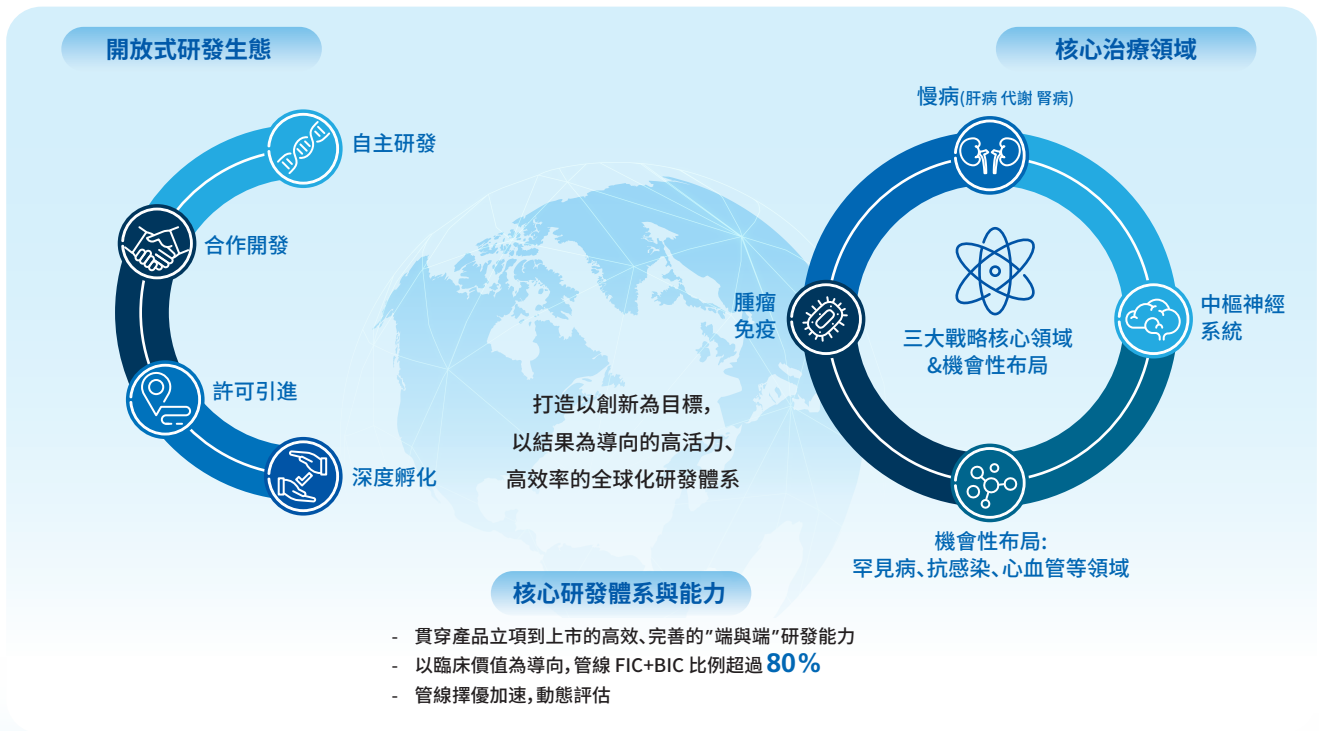 開放式研發生態
自主研發
合作開發
許可引進
深度孵化
打造以創新為目標，
以結果為導向的高活力、
高效率的全球化研發體系
核心治療領域
慢病(肝病 代謝 腎病)
腫瘤
免疫
三大戰略核心領域
&機會性布局
中樞神經
系統
機會性布局:
罕見病、抗感染、心血管等領域
核心研發體系與能力
- 貫穿產品立項到上市的高效、完善的"端與端"研發能力
- 以臨床價值為導向，管線 FIC+BIC 比例超過 80%
- 管線擇優加速，動態評估